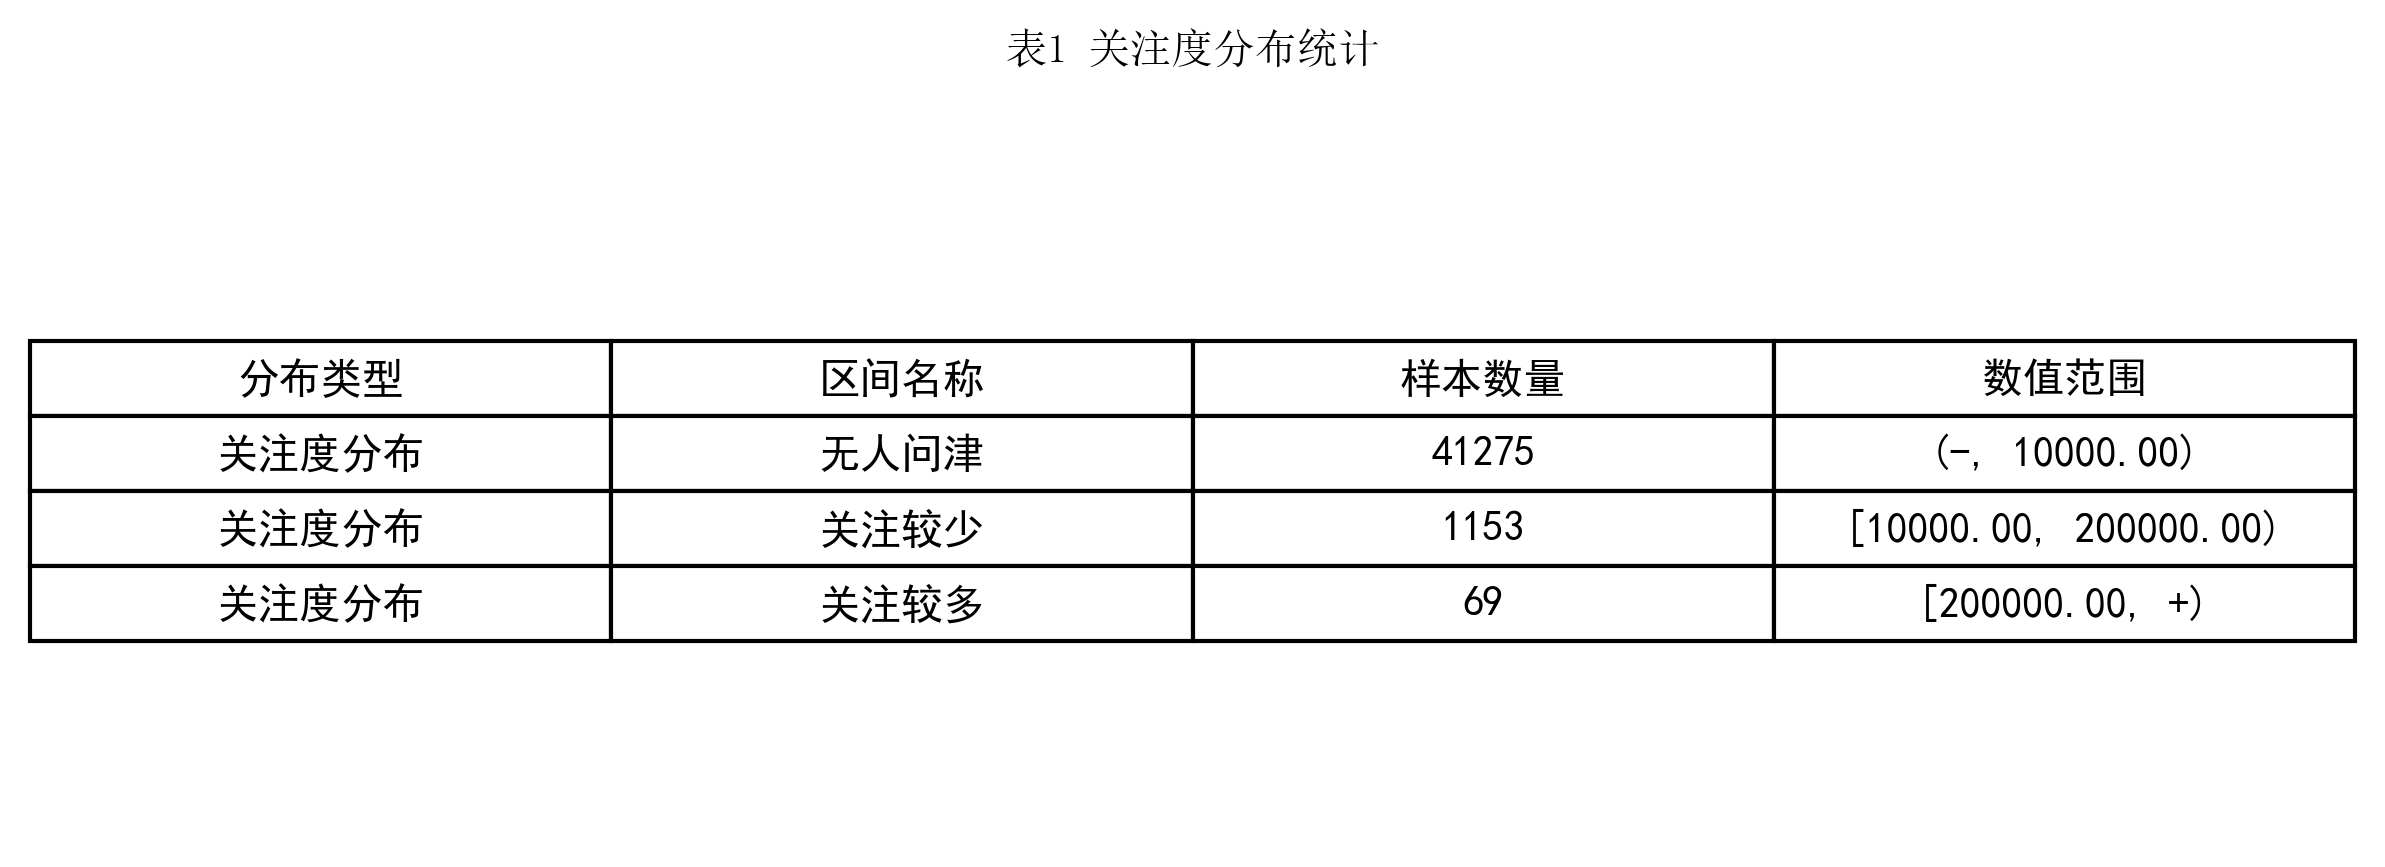 表1 关注度分布统计
分布类型 区间名称 样本数量 数值范围
关注度分布 无人问津 41275 (-, 10000.00)
关注度分布 关注较少 1153 [10000.00, 200000.00)
关注度分布 关注较多 69 [200000.00, +)